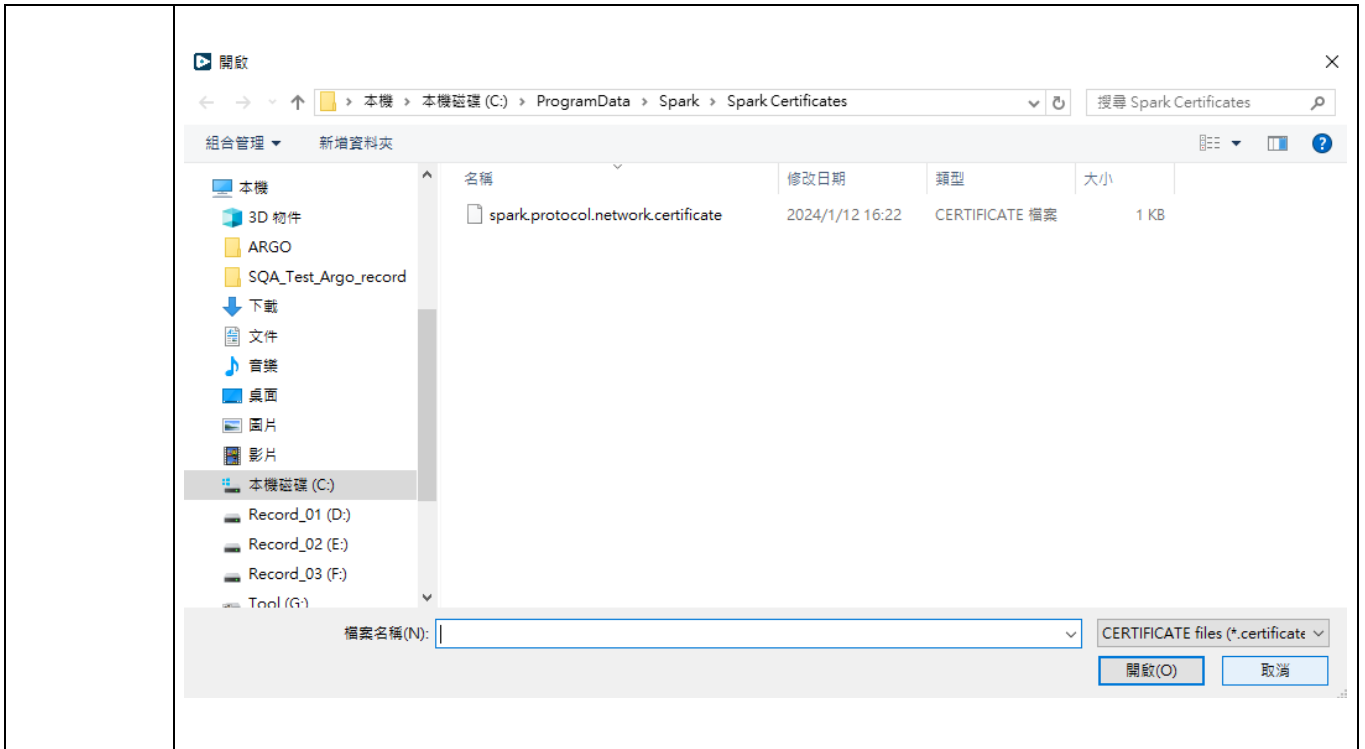 開啟
本機 › 本機磁碟 (C:) › ProgramData › Spark › Spark Certificates
搜尋 Spark Certificates
組合管理 新增資料夾
名稱 修改日期 類型 大小
spark.protocol.network.certificate 2024/1/12 16:22 CERTIFICATE 檔案 1 KB
本機
3D 物件
ARGO
SQA_Test_Argo_record
下載
文件
音樂
桌面
圖片
影片
本機磁碟 (C:)
Record_01 (D:)
Record_02 (E:)
Record_03 (F:)
Tool (G:)
檔案名稱(N): CERTIFICATE files (*.certificate
開啟(O) 取消